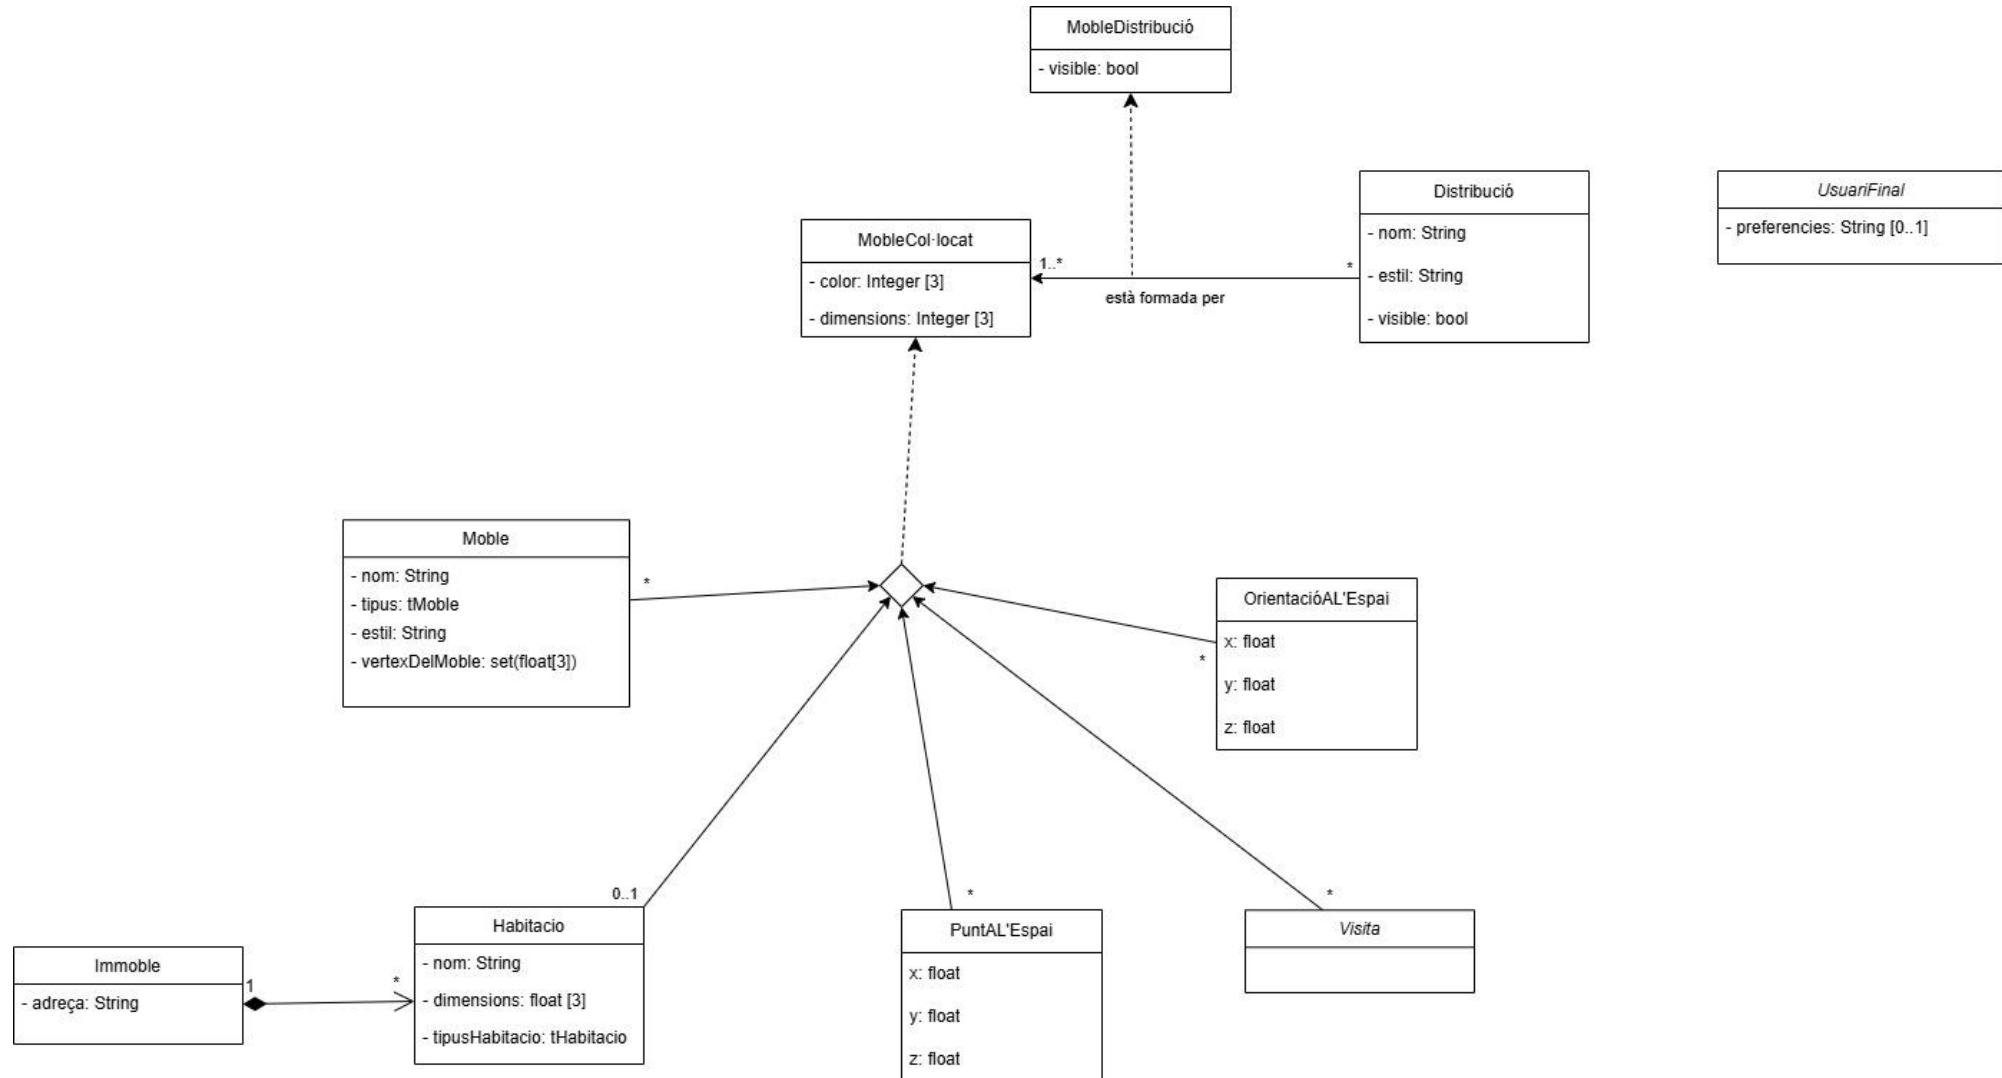 MobleDistribució
- visible: bool
Distribució
- nom: String
- estil: String
- visible: bool
UsuariFinal
- preferencies: String [0..1]
MobleCol·locat
- color: Integer [3]
- dimensions: Integer [3]
1..*
*
està formada per
Moble
- nom: String
- tipus: tMoble
- estil: String
- vertexDelMoble: set(float[3])
*
OrientacióAL'Espai
x: float
y: float
z: float
*
0..1
*
*
Habitacio
- nom: String
- dimensions: float [3]
- tipusHabitacio: tHabitacio
PuntAL'Espai
x: float
y: float
z: float
Visita
Immoble
- adreça: String
1
*